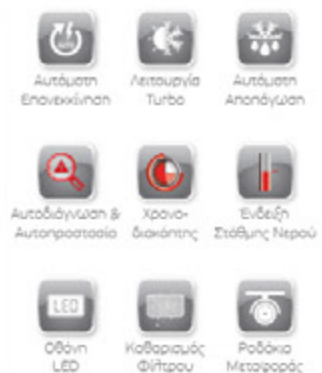 Αυτόματη
Επανεκκίνηση
Λειτουργία
Turbo
Αυτόματη
Αποπάγωση
Αυτοδιάγνωση &
Αυτοπροστασία
Χρονο-
διακόπτης
Ένδειξη
Στάθμης Νερού
LED
Οθόνη
LED
Καθαρισμός
Φίλτρου
Ροδάκια
Μεταφοράς